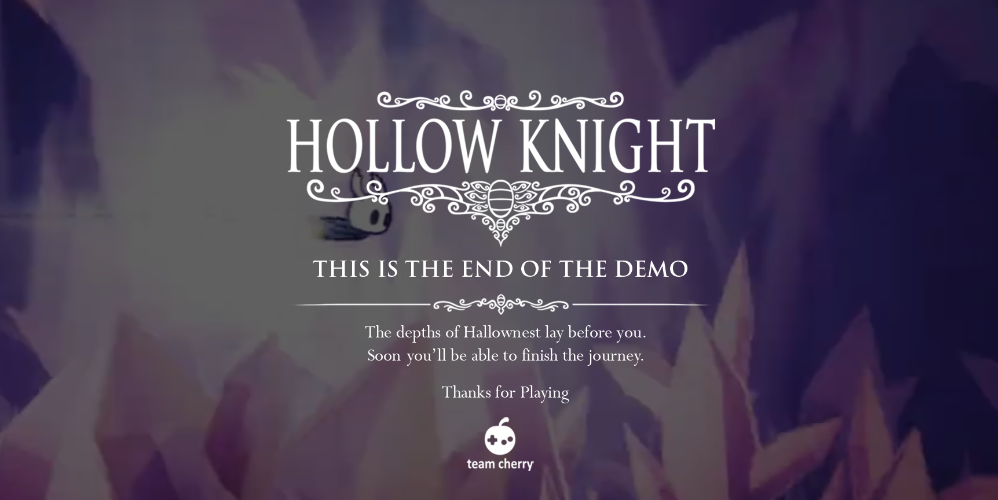 HOLLOW KNIGHT
THIS IS THE END OF THE DEMO
The depths of Hallownest lay before you.
Soon you'll be able to finish the journey.
Thanks for Playing
team cherry